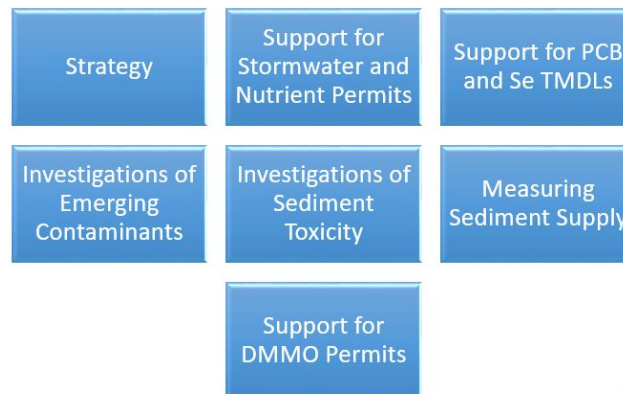 Strategy
Support for
Stormwater and
Nutrient Permits
Support for PCB
and Se TMDLs
Investigations of
Emerging
Contaminants
Investigations of
Sediment
Toxicity
Measuring
Sediment Supply
Support for
DMMO Permits